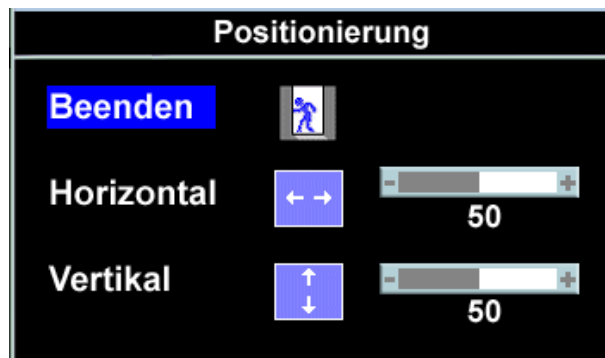 Positionierung
Beenden
Horizontal
- +
50
Vertikal
- +
50